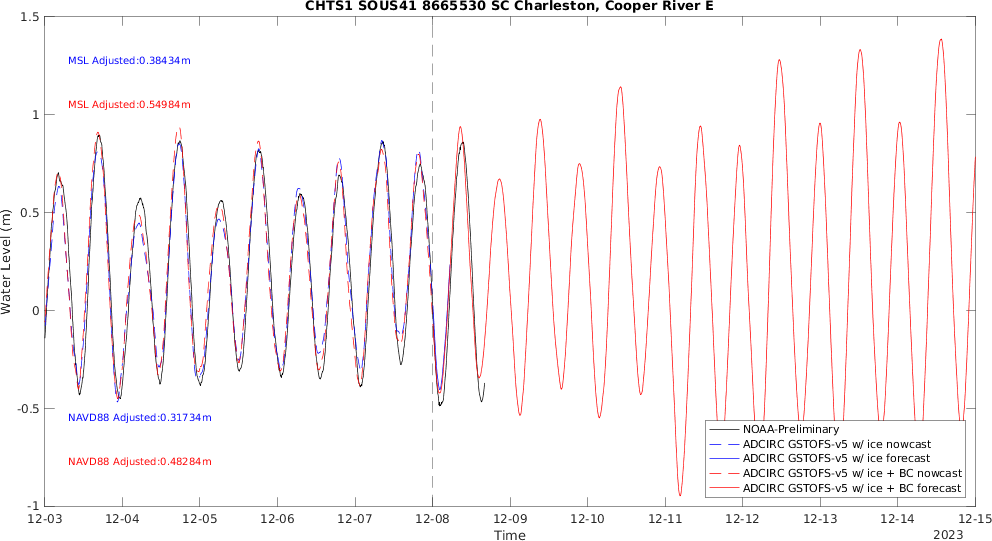 CHTS1 SOUS41 8665530 SC Charleston, Cooper River E
1.5
MSL Adjusted:0.38434m
MSL Adjusted:0.54984m
1
0.5
Water Level (m)
0
-0.5
NAVD88 Adjusted:0.31734m
NAVD88 Adjusted:0.48284m
NOAA-Preliminary
ADCIRC GSTOFS-v5 w/ ice nowcast
ADCIRC GSTOFS-v5 w/ ice forecast
ADCIRC GSTOFS-v5 w/ ice + BC nowcast
ADCIRC GSTOFS-v5 w/ ice + BC forecast
-1
12-03 12-04 12-05 12-06 12-07 12-08 12-09 12-10 12-11 12-12 12-13 12-14 12-15
Time
2023